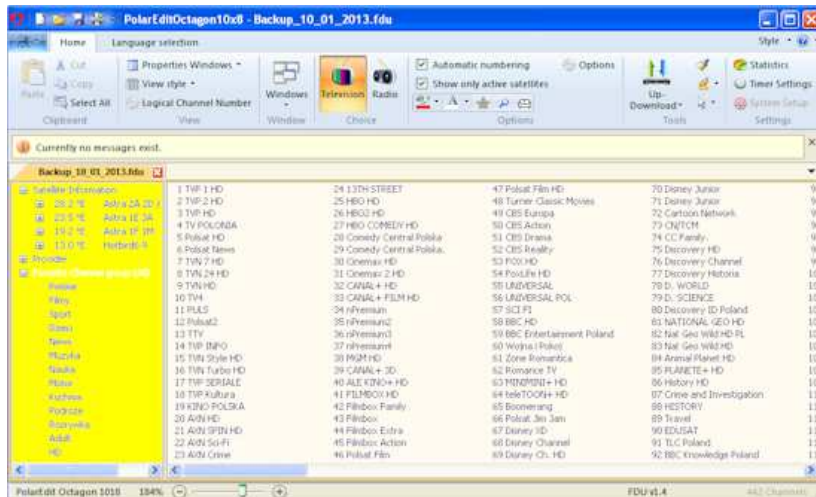 PolarEditOctagon10x8 - Backup_10_01_2013.fdu
Home Language selection Style
Cut
Copy
Paste
Select All
Clipboard
Properties Windows
View style
Logical Channel Number
View
Windows
Window
Television Radio
Choice
Automatic numbering Options
Show only active satellites
Options
Up-
Download
Tools
Statistics
Timer Settings
System Setup
Settings
Currently no messages exist.
Backup_10_01_2013.fdu
Satellite Information
28.2 °E Astra 2A 2D
23.5 °E Astra 1E 3A
19.2 °E Astra 1F 1M
13.0 °E Hotbird 6-9
Provider
Filmy
Sport
News
Muzyka
Nauka
Kuchnia
Podroze
Rozrywka
Adult
HD
1 TVP 1 HD
2 TVP 2 HD
3 TVP HD
4 TV POLONIA
5 Polsat HD
6 Polsat News
7 TVN 7 HD
8 TVN 24 HD
9 TVN HD
10 TV4
11 PULS
12 Polsat2
13 TTV
14 TVP INFO
15 TVN Style HD
16 TVN Turbo HD
17 TVP SERIALE
18 TVP Kultura
19 KINO POLSKA
20 AXN HD
21 AXN SPIN HD
22 AXN Sci-Fi
23 AXN Crime
24 13TH STREET
25 HBO HD
26 HBO2 HD
27 HBO COMEDY HD
28 Comedy Central Polska
29 Comedy Central Polska.
30 Cinemax HD
31 Cinemax 2 HD
32 CANAL+ HD
33 CANAL+ FILM HD
34 nPremium
35 nPremium2
36 nPremium3
37 nPremium4
38 MGM HD
39 CANAL+ 3D
40 ALE KINO+ HD
41 FILMBOX HD
42 Filmbox Family
43 Filmbox
44 Filmbox Extra
45 Filmbox Action
46 Polsat Film
47 Polsat Film HD
48 Turner Classic Movies
49 CBS Europa
50 CBS Action
51 CBS Drama
52 CBS Reality
53 FOX HD
54 FoxLife HD
55 UNIVERSAL
56 UNIVERSAL POL
57 SCI FI
58 BBC HD
59 BBC Entertainment Poland
60 Wojna i Pokoj
61 Zone Romantica
62 Romance TV
63 MINIMINI+ HD
64 teleTOON+ HD
65 Boomerang
66 Polsat Jim Jam
67 Disney XD
68 Disney Channel
69 Disney Ch. HD
70 Disney Junior
71 Disney Junior
72 Cartoon Network
73 CN/TCM
74 CC Family.
75 Discovery HD
76 Discovery Channel
77 Discovery Historia
78 D. WORLD
79 D. SCIENCE
80 Discovery ID Poland
81 NATIONAL GEO HD
82 Nat Geo Wild HD PL
83 Nat Geo Wild HD
84 Animal Planet HD
85 PLANETE+ HD
86 History HD
87 Crime and Investigation
88 HISTORY
89 Travel
90 EDUSAT
91 TLC Poland
92 BBC Knowledge Poland
PolarEdit Octagon 1018 184% FDU v1.4 442 Channels